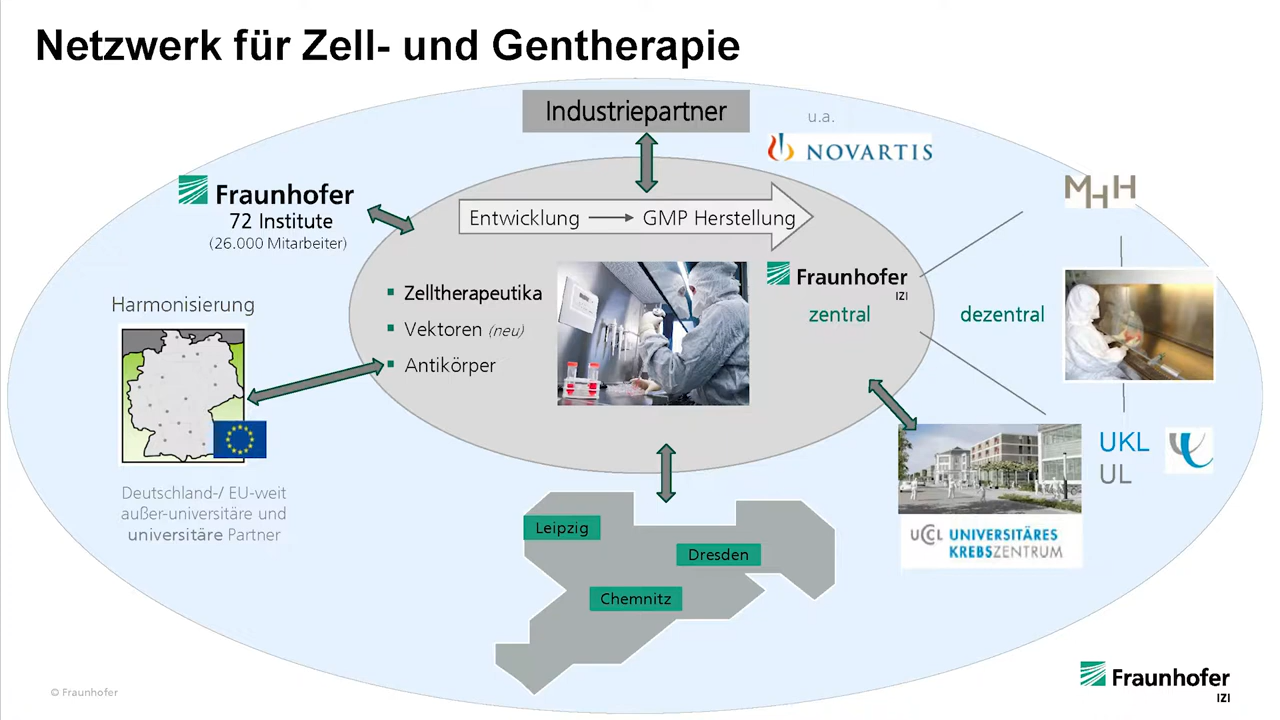 Netzwerk für Zell- und Gentherapie
Industriepartner
u.a.
NOVARTIS
Fraunhofer
72 Institute
(26.000 Mitarbeiter)
MHH
Entwicklung → GMP Herstellung
Zelltherapeutika
Vektoren (neu)
Antikörper
Fraunhofer
IZI
zentral
dezentral
Harmonisierung
Deutschland-/ EU-weit
außer-universitäre und
universitäre Partner
UKL
UL
UCCL UNIVERSITÄRES
KREBSZENTRUM
Leipzig
Dresden
Chemnitz
© Fraunhofer
Fraunhofer
IZI